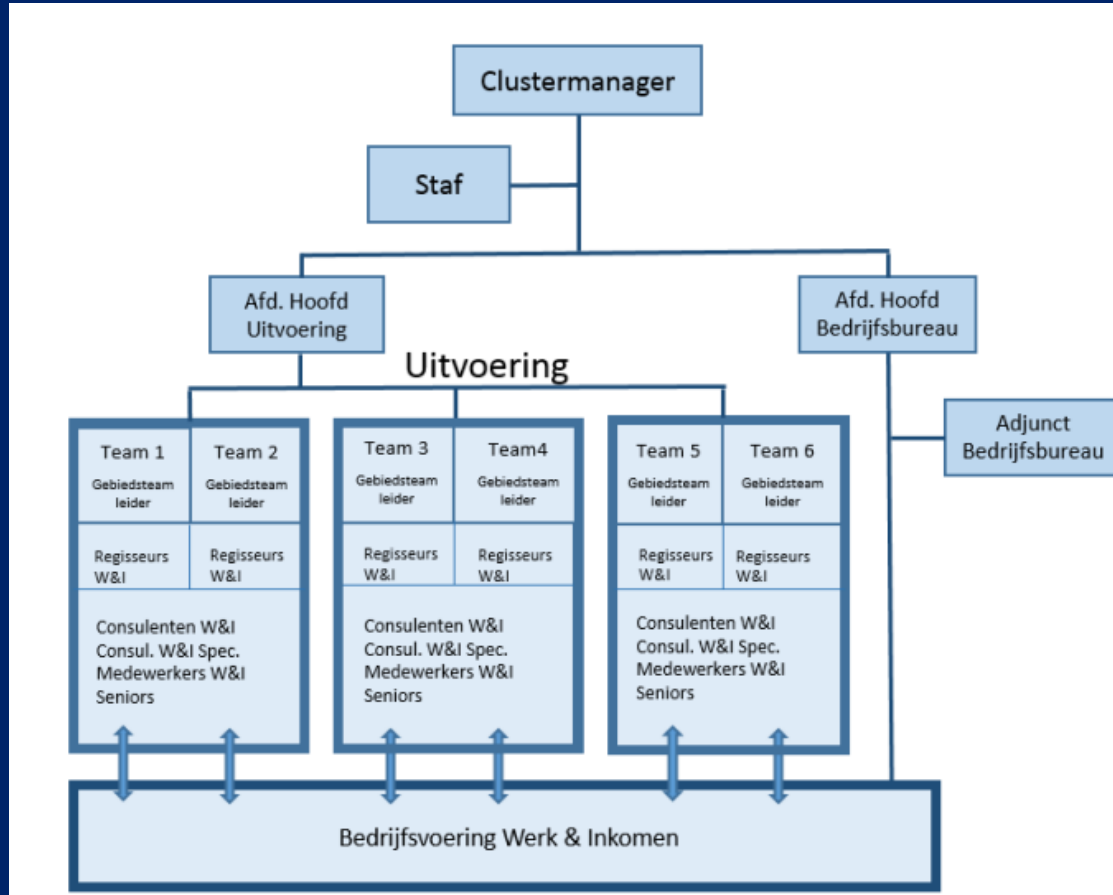 Clustermanager
Staf
Afd. Hoofd
Uitvoering
Afd. Hoofd
Bedrijfsbureau
Uitvoering
Adjunct
Bedrijfsbureau
Team 1
Gebiedsteam
leider
Team 2
Gebiedsteam
leider
Regisseurs
W&I
Regisseurs
W&I
Consulenten W&I
Consul. W&I Spec.
Medewerkers W&I
Seniors
Team 3
Gebiedsteam
leider
Team4
Gebiedsteam
leider
Regisseurs
W&I
Regisseurs
W&I
Consulenten W&I
Consul. W&I Spec.
Medewerkers W&I
Seniors
Team 5
Gebiedsteam
leider
Team 6
Gebiedsteam
leider
Regisseurs
W&I
Regisseurs
W&I
Consulenten W&I
Consul. W&I Spec.
Medewerkers W&I
Seniors
Bedrijfsvoering Werk & Inkomen